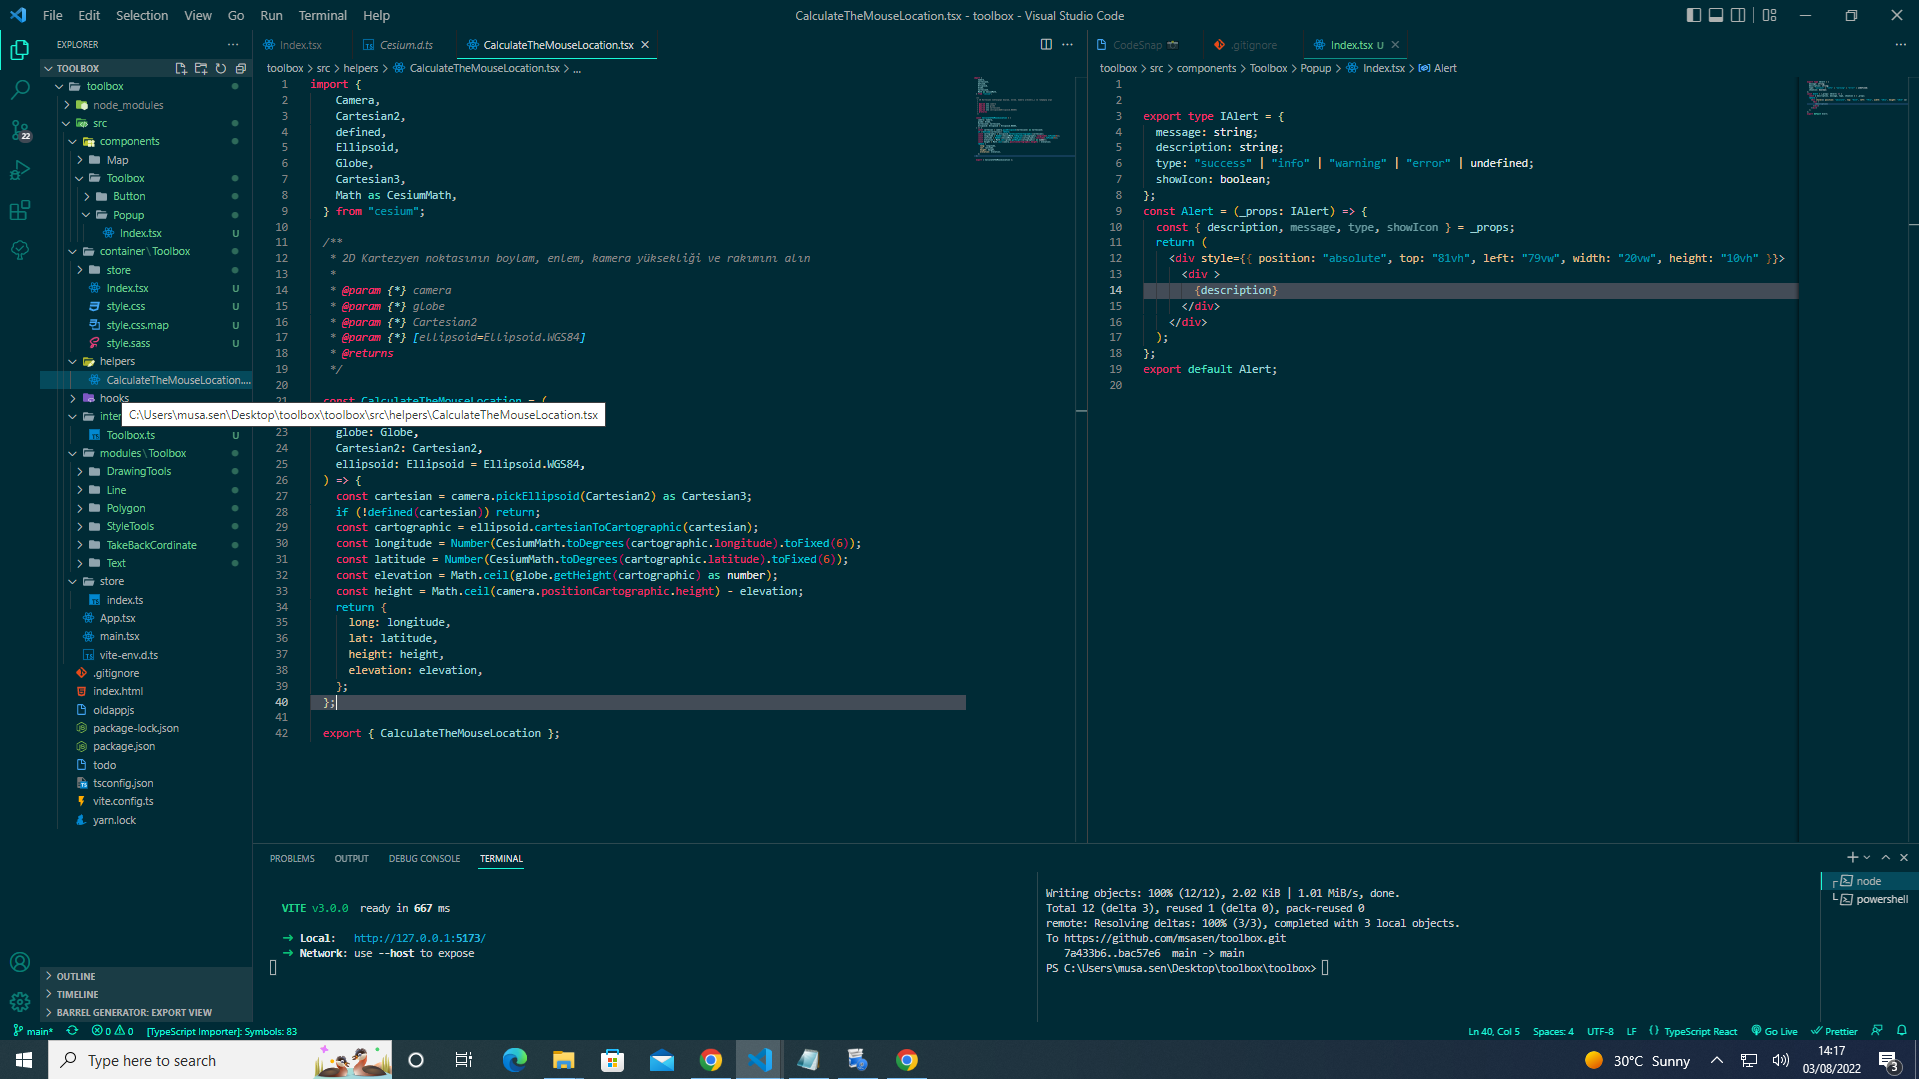 File Edit Selection View Go Run Terminal Help
CalculateTheMouseLocation.tsx - toolbox - Visual Studio Code
EXPLORER
TOOLBOX
toolbox
node_modules
src
components
Map
Toolbox
Button
Popup
Index.tsx U
container \ Toolbox
store
Index.tsx U
style.css U
style.css.map U
style.sass U
helpers
CalculateTheMouseLocation....
hooks
inter
C:\Users\musa.sen\Desktop\toolbox\toolbox\src\helpers\CalculateTheMouseLocation.tsx
Toolbox.ts U
modules \ Toolbox
DrawingTools
Line
Polygon
StyleTools
TakeBackCordinate
Text
store
index.ts
App.tsx
main.tsx
vite-env.d.ts
.gitignore
index.html
oldappjs
package-lock.json
package.json
todo
tsconfig.json
vite.config.ts
yarn.lock
OUTLINE
TIMELINE
BARREL GENERATOR: EXPORT VIEW
22
Index.tsx Cesium.d.ts CalculateTheMouseLocation.tsx
toolbox > src > helpers > CalculateTheMouseLocation.tsx > ...
1 import {
2 Camera,
3 Cartesian2,
4 defined,
5 Ellipsoid,
6 Globe,
7 Cartesian3,
8 Math as CesiumMath,
9 } from "cesium";
10
11 /**
12 * 2D Kartezyen noktasının boylam, enlem, kamera yüksekliği ve rakımını alın
13 *
14 * @param {*} camera
15 * @param {*} globe
16 * @param {*} Cartesian2
17 * @param {*} [ellipsoid=Ellipsoid.WGS84]
18 * @returns
19 */
20
21 const CalculateTheMouseLocation = (
23 globe: Globe,
24 Cartesian2: Cartesian2,
25 ellipsoid: Ellipsoid = Ellipsoid.WGS84,
26 ) => {
27 const cartesian = camera.pickEllipsoid(Cartesian2) as Cartesian3;
28 if (!defined(cartesian)) return;
29 const cartographic = ellipsoid.cartesianToCartographic(cartesian);
30 const longitude = Number(CesiumMath.toDegrees(cartographic.longitude).toFixed(6));
31 const latitude = Number(CesiumMath.toDegrees(cartographic.latitude).toFixed(6));
32 const elevation = Math.ceil(globe.getHeight(cartographic) as number);
33 const height = Math.ceil(camera.positionCartographic.height) - elevation;
34 return {
35 long: longitude,
36 lat: latitude,
37 height: height,
38 elevation: elevation,
39 };
40 };
41
42 export { CalculateTheMouseLocation };
CodeSnap .gitignore Index.tsx U
toolbox > src > components > Toolbox > Popup > Index.tsx > Alert
1
2
3 export type IAlert = {
4 message: string;
5 description: string;
6 type: "success" | "info" | "warning" | "error" | undefined;
7 showIcon: boolean;
8 };
9 const Alert = (_props: IAlert) => {
10 const { description, message, type, showIcon } = _props;
11 return (
12 <div style={{ position: "absolute", top: "81vh", left: "79vw", width: "20vw", height: "10vh" }}>
13 <div >
14 {description}
15 </div>
16 </div>
17 );
18 };
19 export default Alert;
20
PROBLEMS OUTPUT DEBUG CONSOLE TERMINAL
VITE v3.0.0 ready in 667 ms
➜ Local: http://127.0.0.1:5173/
➜ Network: use --host to expose
Writing objects: 100% (12/12), 2.02 KiB | 1.01 MiB/s, done.
Total 12 (delta 3), reused 1 (delta 0), pack-reused 0
remote: Resolving deltas: 100% (3/3), completed with 3 local objects.
To https://github.com/msasen/toolbox.git
7a433b6..bac57e6 main -> main
PS C:\Users\musa.sen\Desktop\toolbox\toolbox>
node
powershell
main* 0 0 [TypeScript Importer]: Symbols: 83
Ln 40, Col 5 Spaces: 4 UTF-8 LF {} TypeScript React Go Live Prettier
Type here to search
30°C Sunny
14:17
03/08/2022
3